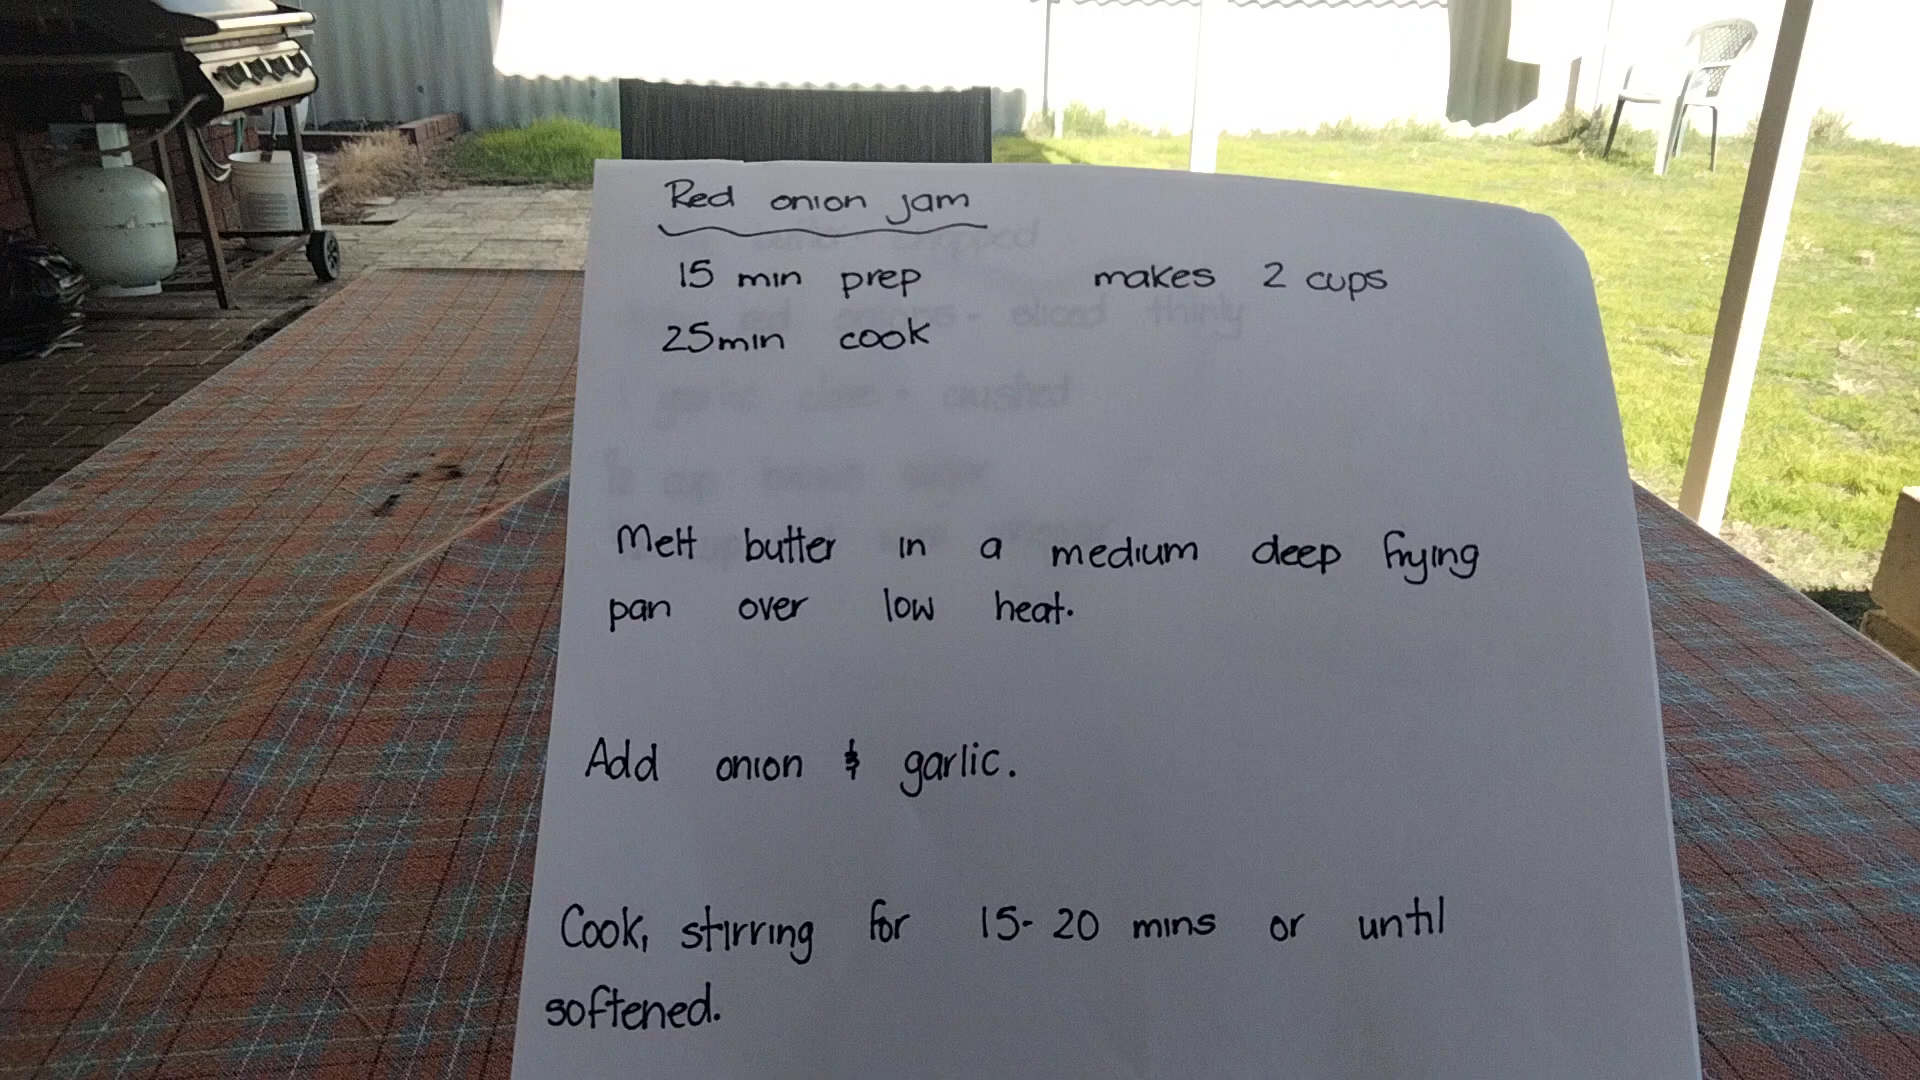 Red onion jam
15 min prep makes 2 cups
25min cook
Melt butter in a medium deep frying
pan over low heat.
Add onion & garlic.
Cook, stirring for 15-20 mins or until
softened.